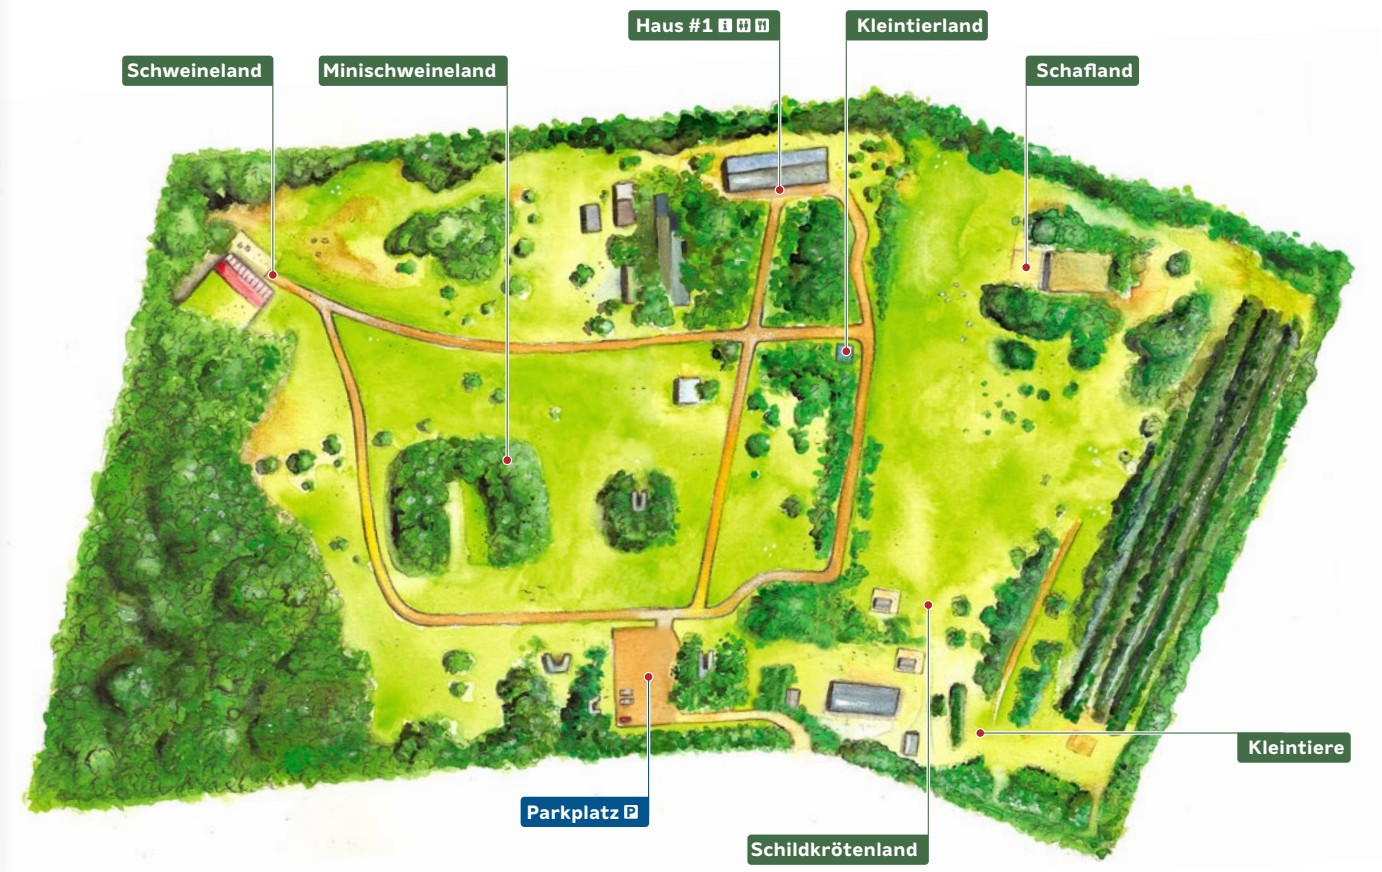 Haus #1 i
Kleintierland
Schweineland
Minischweineland
Schafland
Kleintiere
Parkplatz P
Schildkrötenland